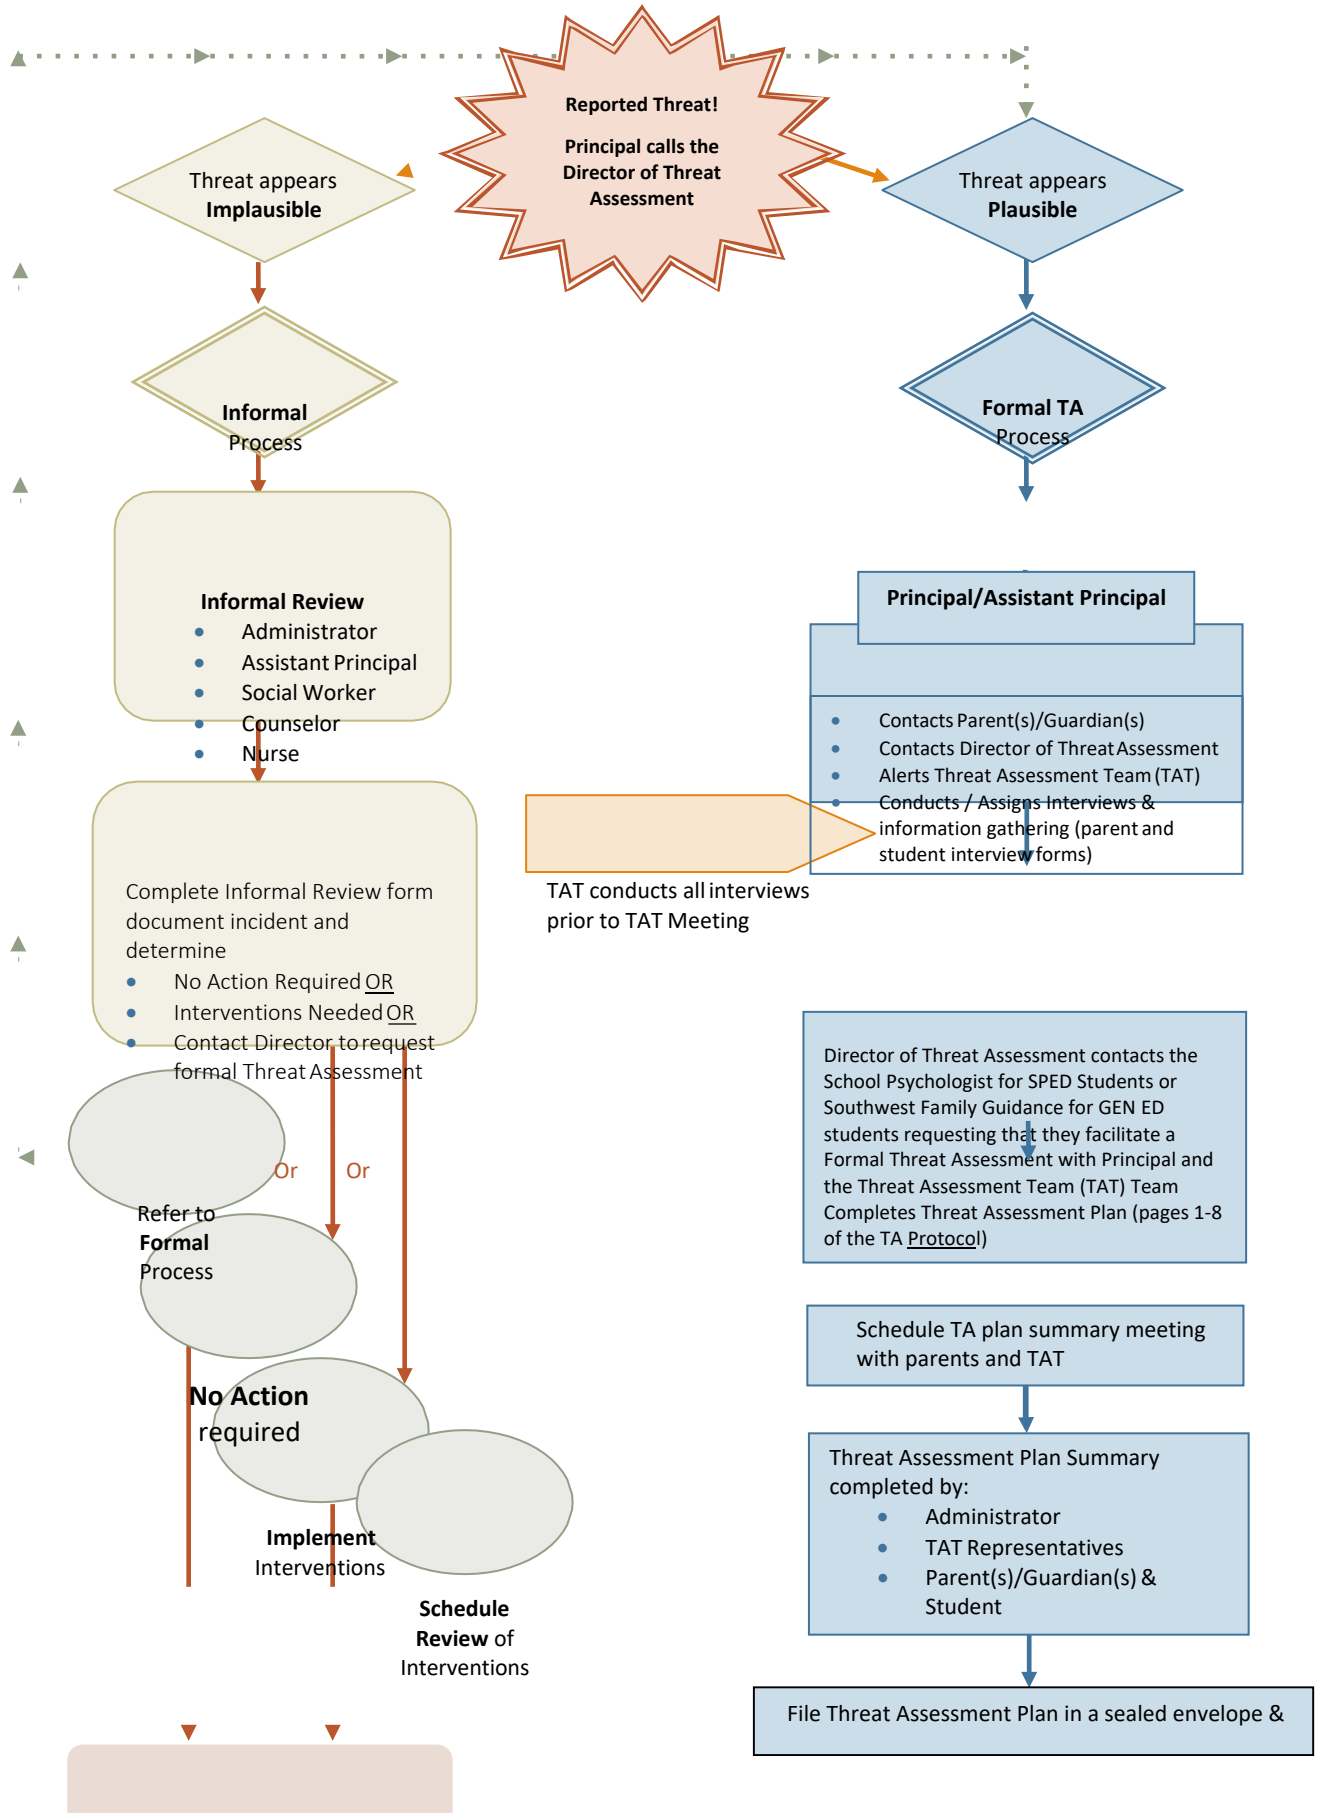 Reported Threat!
Principal calls the
Director of Threat
Assessment
Threat appears
Implausible
Threat appears
Plausible
Informal
Process
Formal TA
Process
Informal Review
• Administrator
• Assistant Principal
• Social Worker
• Counselor
• Nurse
Principal/Assistant Principal
• Contacts Parent(s)/Guardian(s)
• Contacts Director of Threat Assessment
• Alerts Threat Assessment Team (TAT)
• Conducts / Assigns Interviews &
information gathering (parent and
student interview forms)
TAT conducts all interviews
prior to TAT Meeting
Complete Informal Review form
document incident and
determine
• No Action Required OR
• Interventions Needed OR
• Contact Director to request
formal Threat Assessment
Director of Threat Assessment contacts the
School Psychologist for SPED Students or
Southwest Family Guidance for GEN ED
students requesting that they facilitate a
Formal Threat Assessment with Principal and
the Threat Assessment Team (TAT) Team
Completes Threat Assessment Plan (pages 1-8
of the TA Protocol)
Or
Or
Refer to
Formal
Process
No Action
required
Implement
Interventions
Schedule
Review of
Interventions
Schedule TA plan summary meeting
with parents and TAT
Threat Assessment Plan Summary
completed by:
• Administrator
• TAT Representatives
• Parent(s)/Guardian(s) &
Student
File Threat Assessment Plan in a sealed envelope &